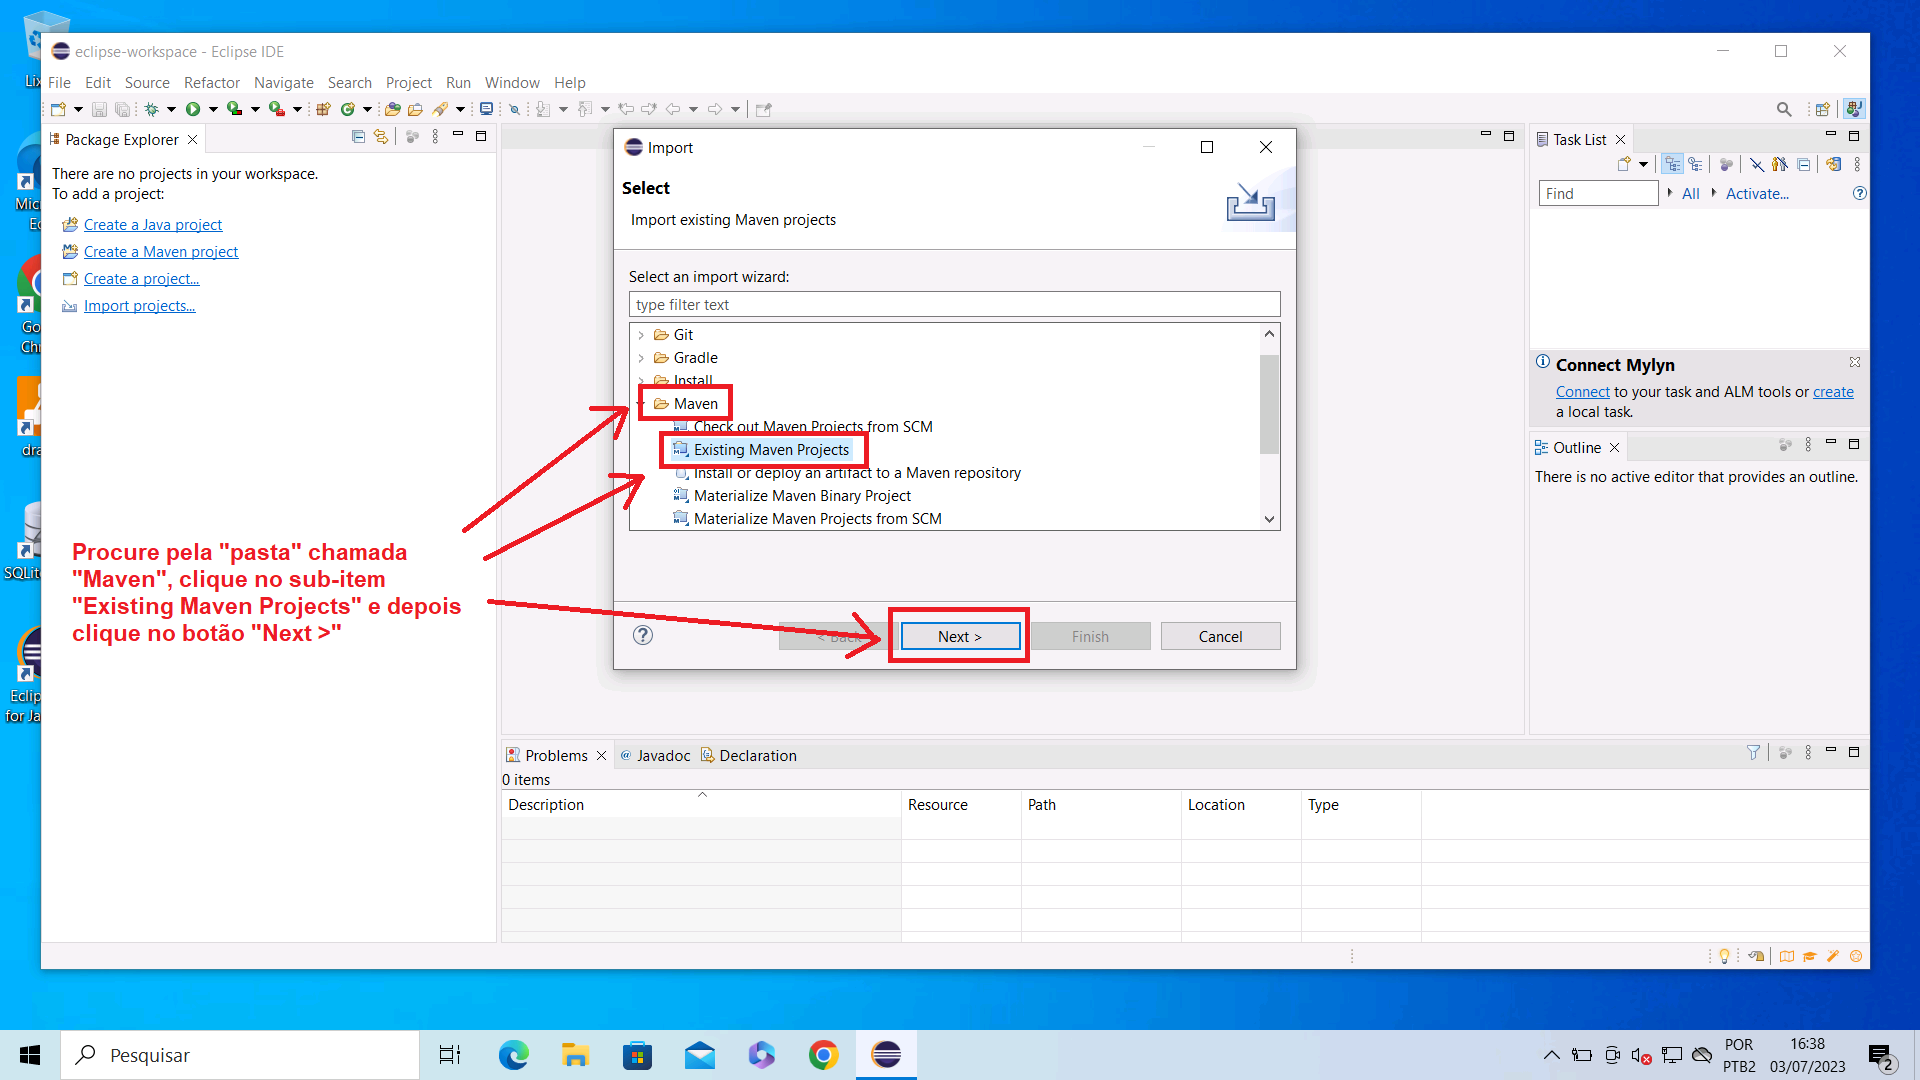 eclipse-workspace - Eclipse IDE
File Edit Source Refactor Navigate Search Project Run Window Help
Package Explorer
There are no projects in your workspace.
To add a project:
Create a Java project
Create a Maven project
Create a project...
Import projects...
Import
Select
Import existing Maven projects
Select an import wizard:
type filter text
Git
Gradle
Install
Maven
Check out Maven Projects from SCM
Existing Maven Projects
Install or deploy an artifact to a Maven repository
Materialize Maven Binary Project
Materialize Maven Projects from SCM
< Back
Next >
Finish
Cancel
Procure pela "pasta" chamada
"Maven", clique no sub-item
"Existing Maven Projects" e depois
clique no botão "Next >"
Task List
Find
All
Activate...
Connect Mylyn
Connect to your task and ALM tools or create
a local task.
Outline
There is no active editor that provides an outline.
Problems
@ Javadoc
Declaration
0 items
Description Resource Path Location Type
Pesquisar
POR
PTB2
16:38
03/07/2023
2